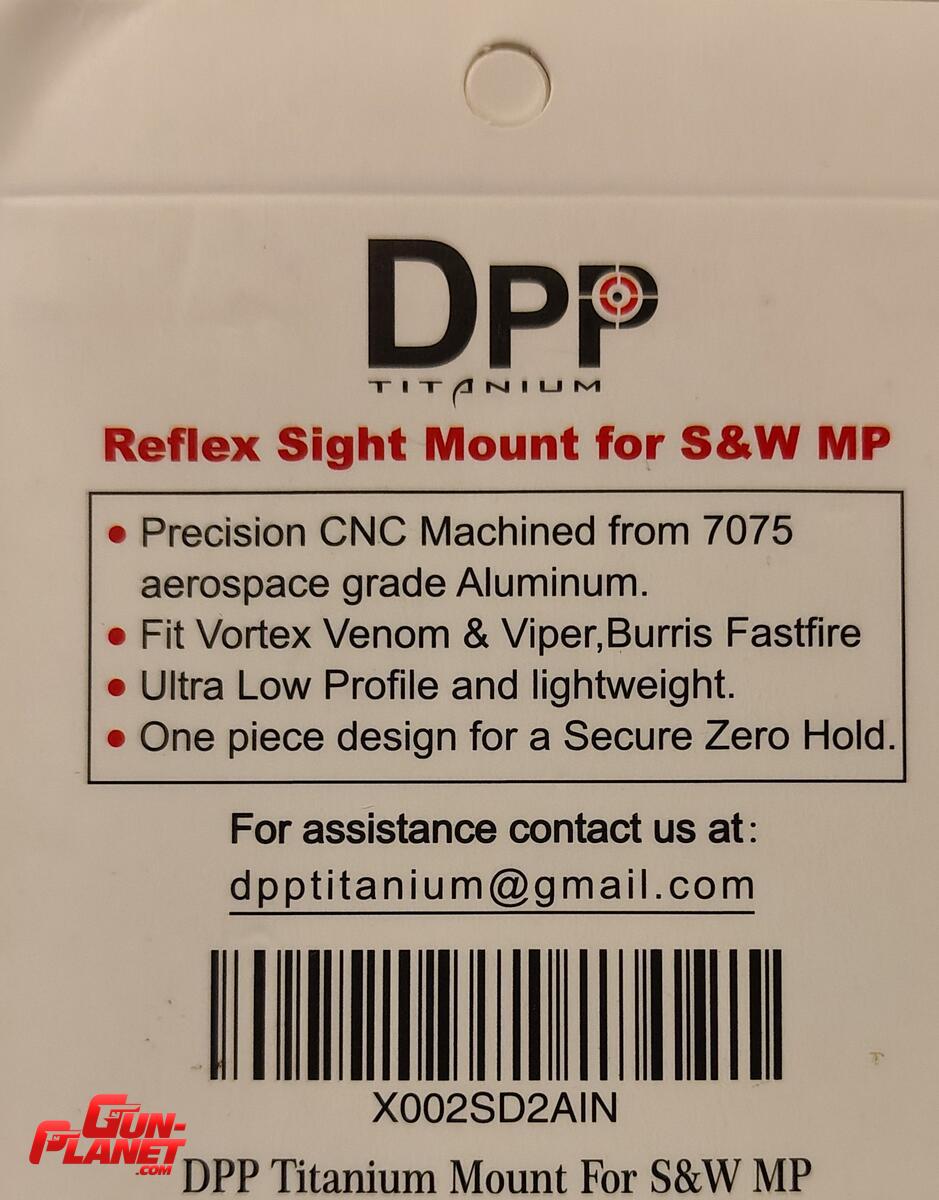 DPP
TITANIUM
Reflex Sight Mount for S&W MP
• Precision CNC Machined from 7075
aerospace grade Aluminum.
• Fit Vortex Venom & Viper,Burris Fastfire
• Ultra Low Profile and lightweight.
• One piece design for a Secure Zero Hold.
For assistance contact us at:
dpptitanium@gmail.com
X002SD2AIN
DPP Titanium Mount For S&W MP
GUN-
PLANET
.COM